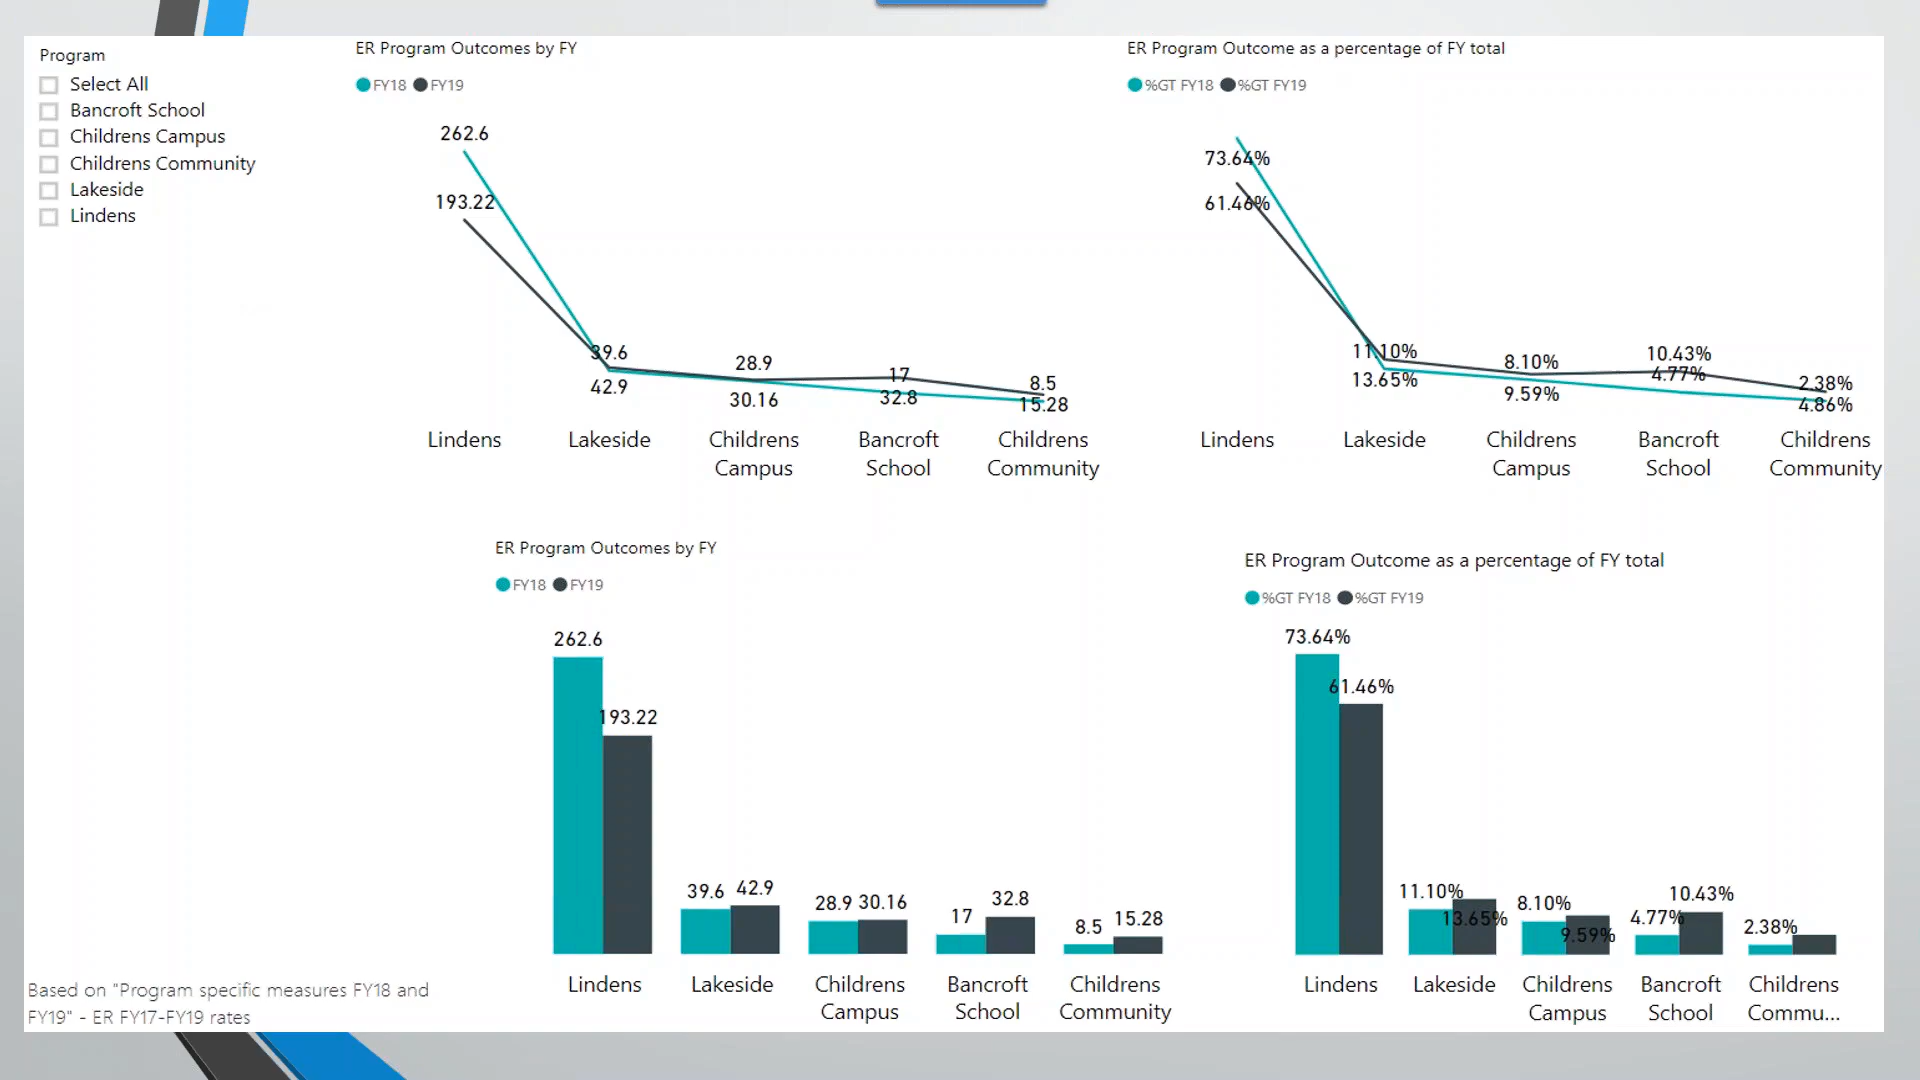 Program
Select All
Bancroft School
Childrens Campus
Childrens Community
Lakeside
Lindens
ER Program Outcomes by FY
FY18 FY19
262.6
193.22
39.6
42.9
28.9
30.16
17
32.8
8.5
15.28
Lindens Lakeside Childrens Bancroft Childrens
Campus School Community
ER Program Outcome as a percentage of FY total
%GT FY18 %GT FY19
73.64%
61.46%
11.10%
13.65%
8.10%
9.59%
10.43%
4.77%
2.38%
4.86%
Lindens Lakeside Childrens Bancroft Childrens
Campus School Community
ER Program Outcomes by FY
FY18 FY19
262.6
193.22
39.6 42.9
28.9 30.16
17 32.8
8.5 15.28
Lindens Lakeside Childrens Bancroft Childrens
Campus School Community
ER Program Outcome as a percentage of FY total
%GT FY18 %GT FY19
73.64%
61.46%
11.10%
13.65%
8.10%
9.59%
4.77%
10.43%
2.38%
Lindens Lakeside Childrens Bancroft Childrens
Campus School Commu...
Based on "Program specific measures FY18 and
FY19" - ER FY17-FY19 rates